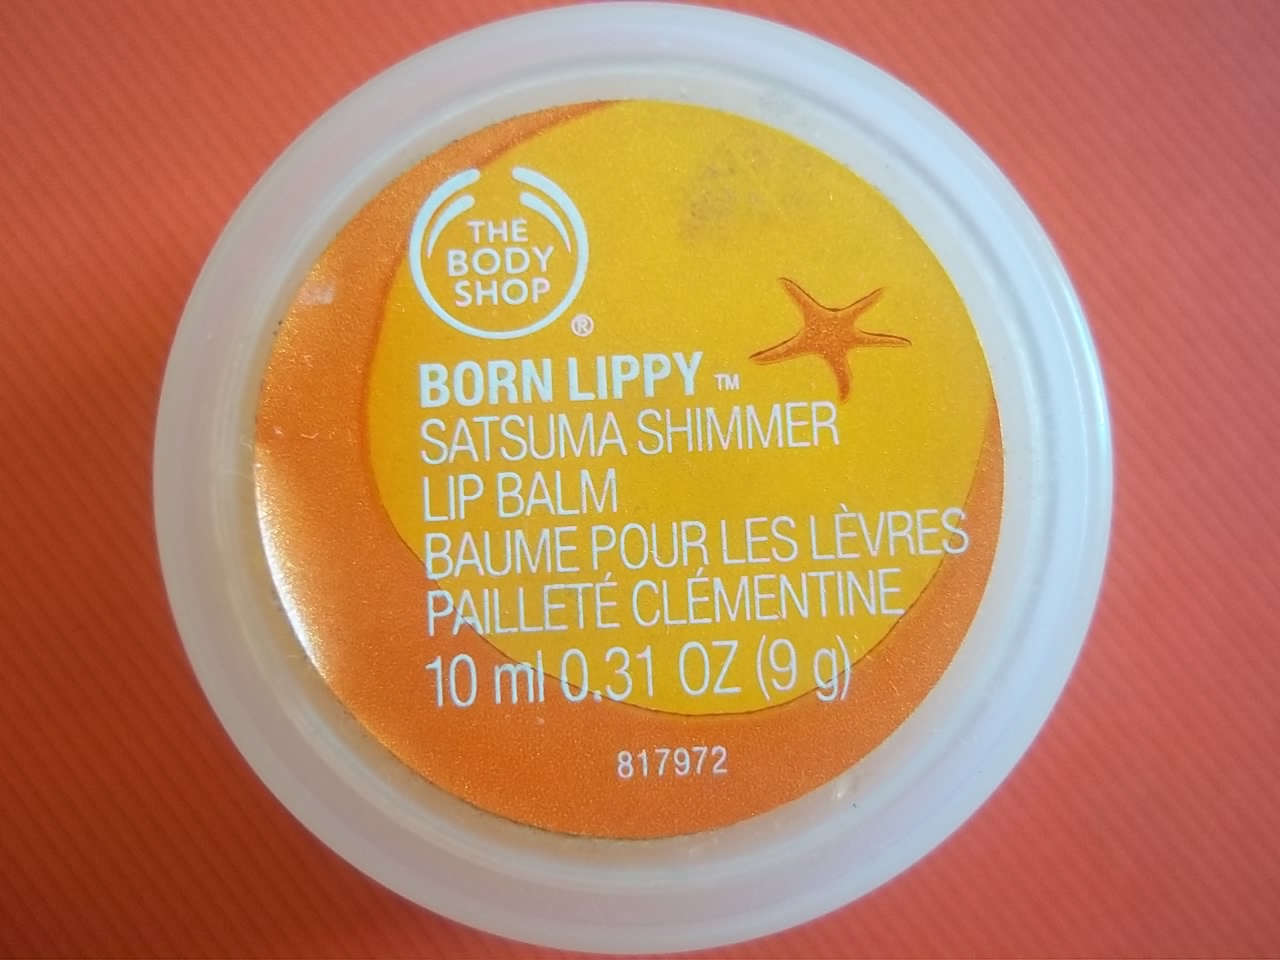 THE
BODY
SHOP
®
BORN LIPPY ™
SATSUMA SHIMMER
LIP BALM
BAUME POUR LES LÈVRES
PAILLETÉ CLÉMENTINE
10 ml 0.31 OZ (9 g)
817972